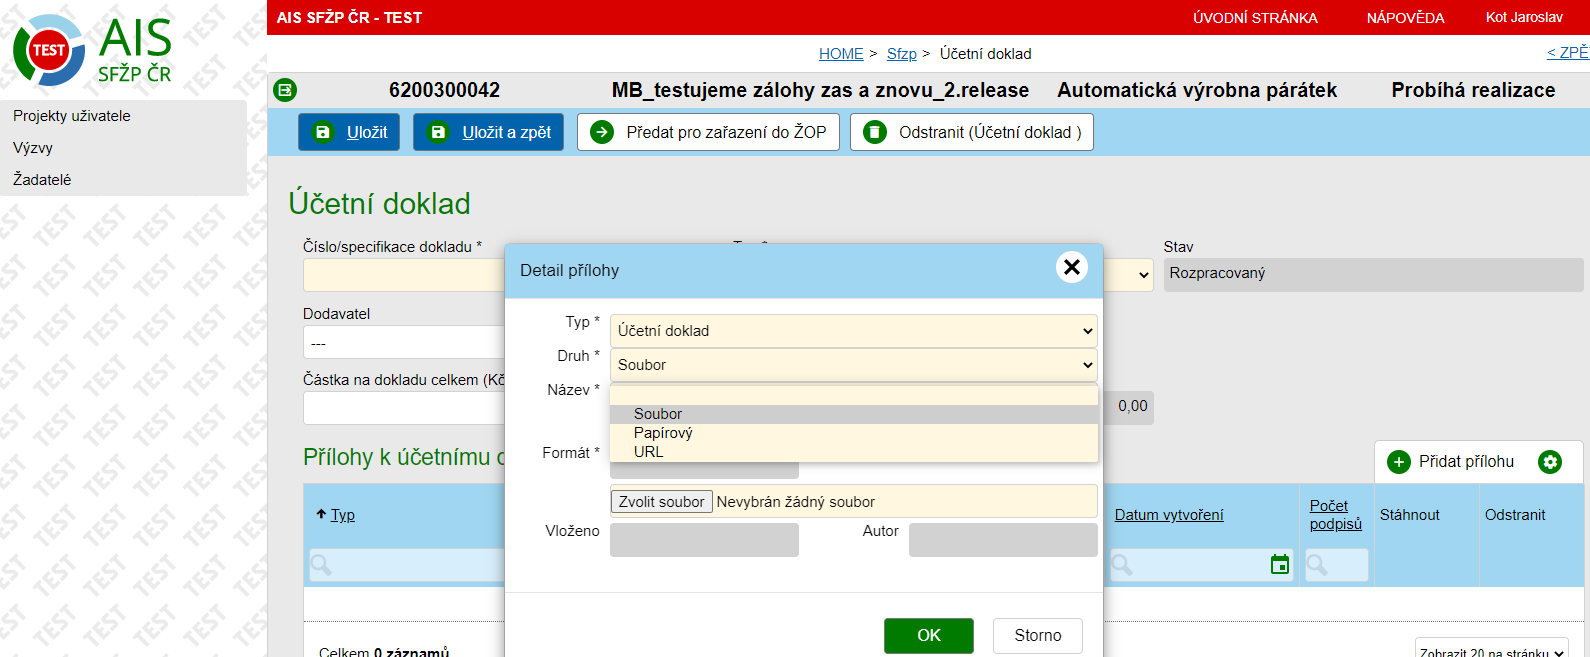 AIS SFŽP ČR - TEST
ÚVODNÍ STRÁNKA
NÁPOVĚDA
Kot Jaroslav
TEST
AIS
SFŽP ČR
HOME > Sfzp > Účetní doklad
< ZPĚ
6200300042
MB_testujeme zálohy zas a znovu_2.release
Automatická výrobna párátek
Probíhá realizace
Projekty uživatele
Výzvy
Žadatelé
Uložit
Uložit a zpět
Předat pro zařazení do ŽOP
Odstranit (Účetní doklad )
Účetní doklad
Číslo/specifikace dokladu *
Stav
Rozpracovaný
Dodavatel
---
Částka na dokladu celkem (Kč
0,00
Detail přílohy
Typ *
Účetní doklad
Druh *
Soubor
Název *
Soubor
Papírový
URL
Formát *
Zvolit soubor Nevybrán žádný soubor
Vloženo
Autor
OK
Storno
Přílohy k účetnímu
Přidat přílohu
Typ
Datum vytvoření
Počet
podpisů
Stáhnout
Odstranit
Celkem 0 záznamů
Zobrazit 20 na stránku